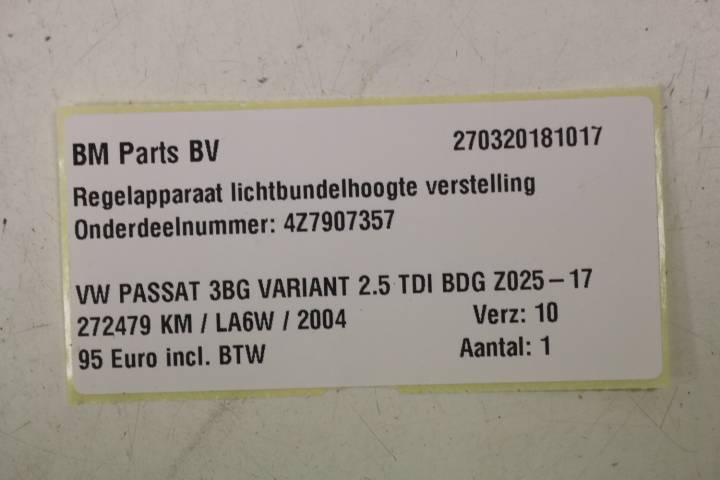 BM Parts BV 270320181017
Regelapparaat lichtbundelhoogte verstelling
Onderdeelnummer: 4Z7907357
VW PASSAT 3BG VARIANT 2.5 TDI BDG Z025-17
272479 KM / LA6W / 2004 Verz: 10
95 Euro incl. BTW Aantal: 1